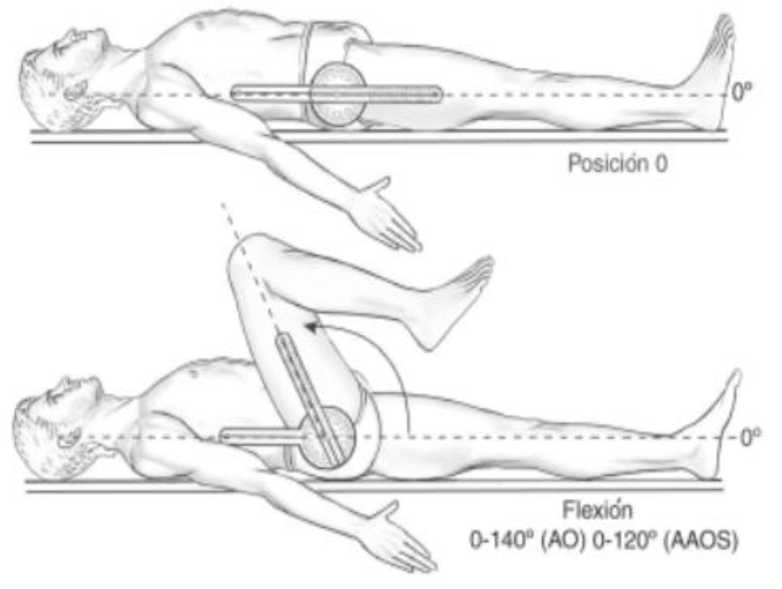 0º
Posición 0
0º
Flexión
0-140º (AO) 0-120º (AAOS)